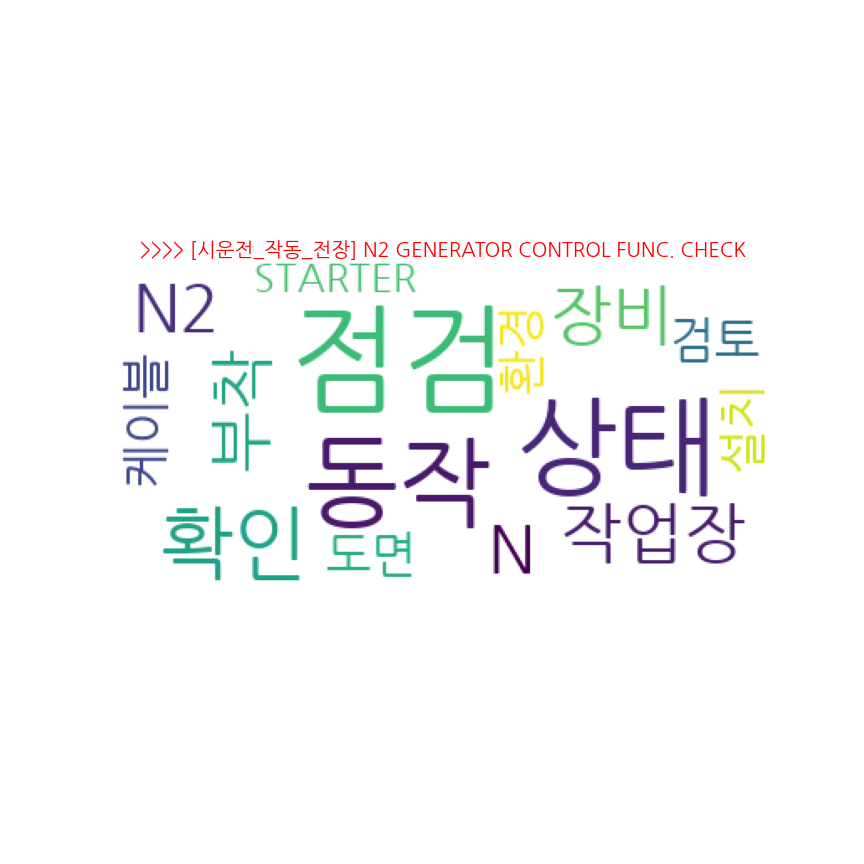 >>>> [시운전_작동_전장] N2 GENERATOR CONTROL FUNC. CHECK
STARTER
N2
점검
환경
장비
검토
케이블
부착
동작
상태
설치
확인
도면
N
작업장